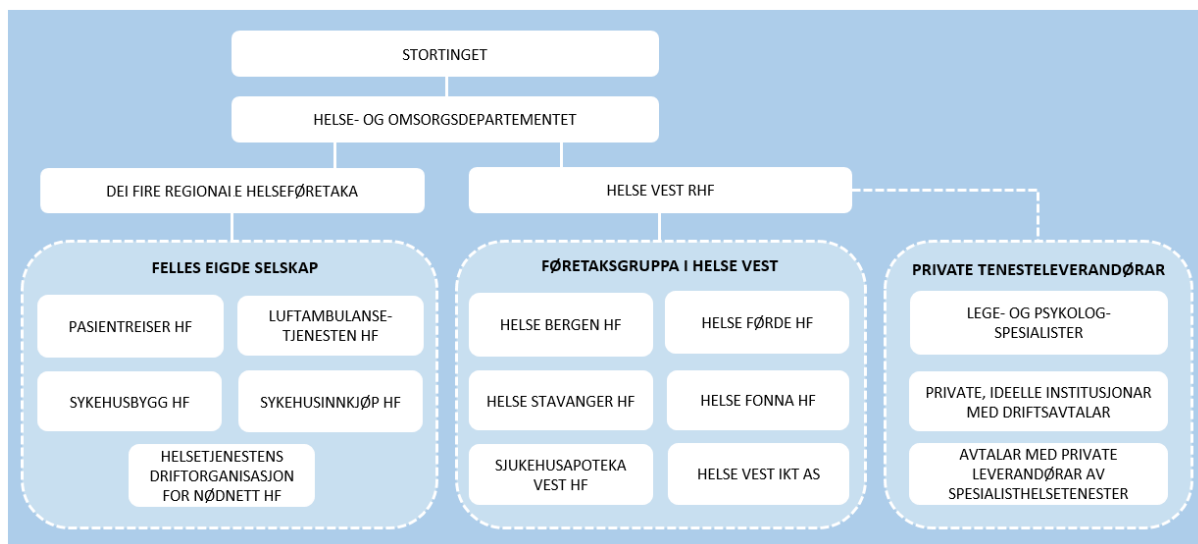 STORTINGET
HELSE- OG OMSORGSDEPARTEMENTET
DEI FIRE REGIONALE HELSEFØRETAKA
HELSE VEST RHF
FELLES EIGDE SELSKAP
PASIENTREISER HF
LUFTAMBULANSE-
TJENESTEN HF
SYKEHUSBYGG HF
SYKEHUSINNKJØP HF
HELSETJENESTENS
DRIFTORGANISASJON
FOR NØDNETT HF
FØRETAKSGRUPPA I HELSE VEST
HELSE BERGEN HF
HELSE FØRDE HF
HELSE STAVANGER HF
HELSE FONNA HF
SJUKEHUSAPOTEKA
VEST HF
HELSE VEST IKT AS
PRIVATE TENESTELEVERANDØRAR
LEGE- OG PSYKOLOG-
SPESIALISTER
PRIVATE, IDEELLE INSTITUSJONAR
MED DRIFTSAVTALAR
AVTALAR MED PRIVATE
LEVERANDØRAR AV
SPESIALISTHELSETENESTER